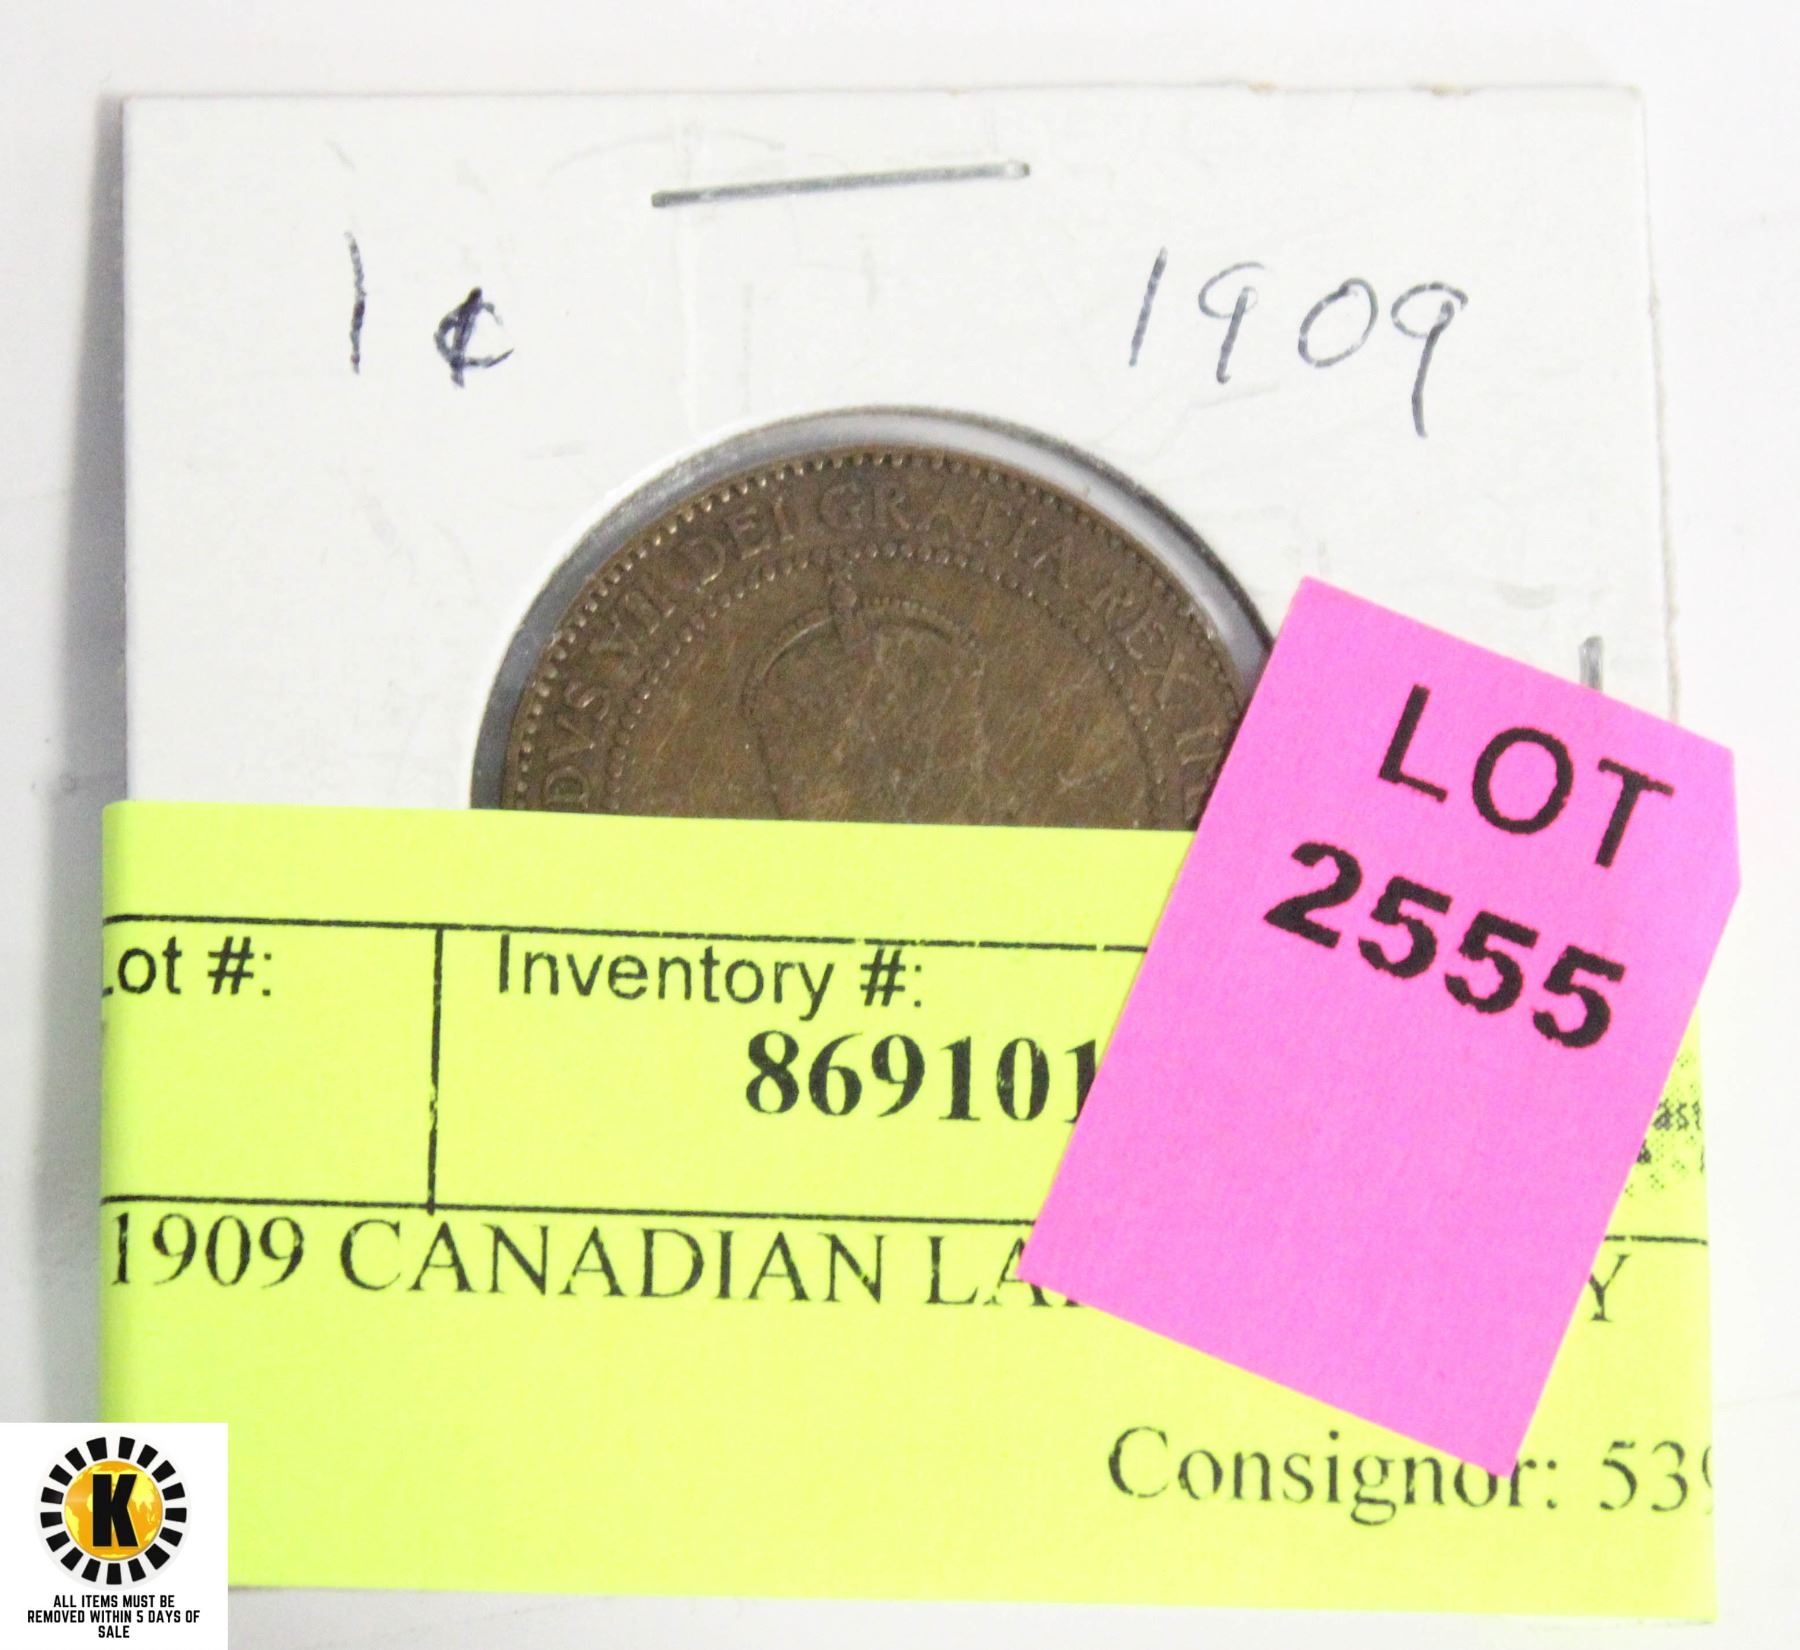 1¢ 1909
DVS VII DEI GRATIA REX I
LOT
2555
Lot #:
Inventory #:
869101
1909 CANADIAN LA
Y
Consignor: 539
K
ALL ITEMS MUST BE
REMOVED WITHIN 5 DAYS OF
SALE